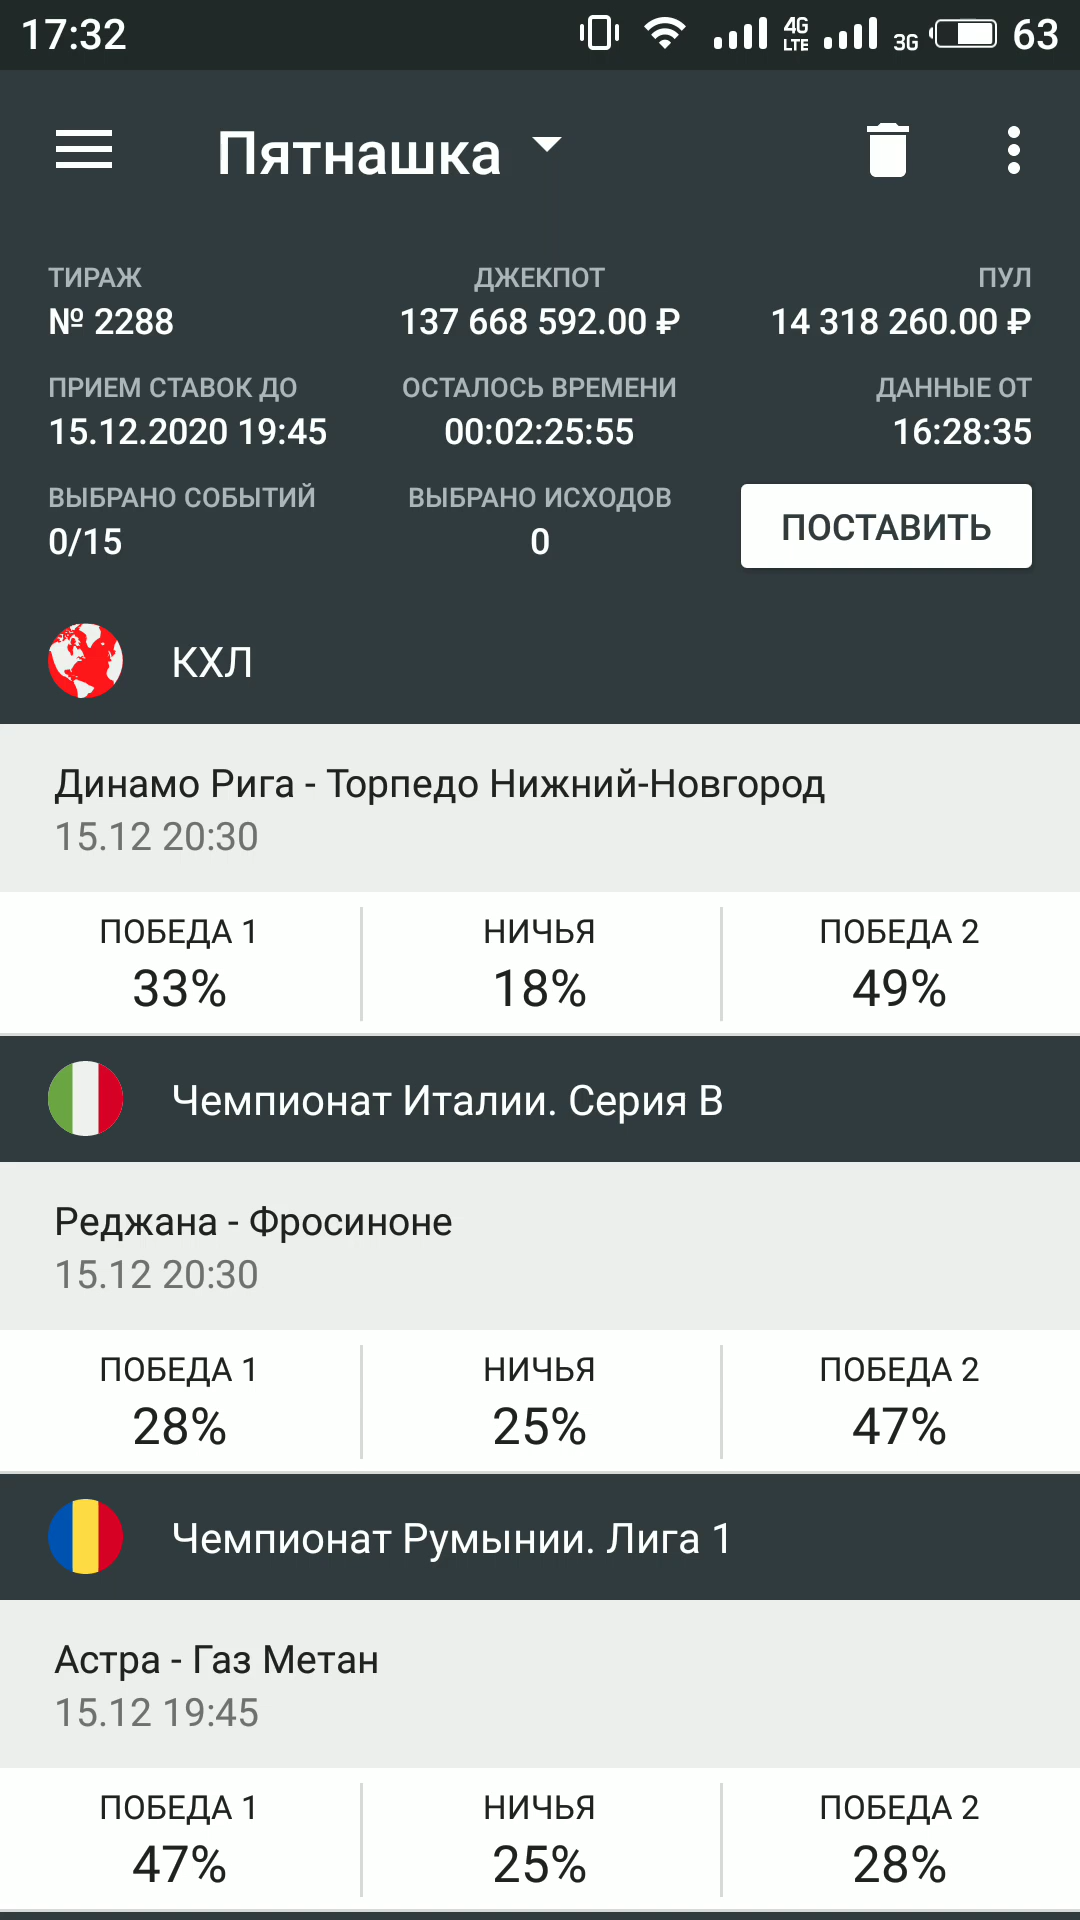 17:32 4G LTE 3G 63
Пятнашка
ТИРАЖ ДЖЕКПОТ ПУЛ
№ 2288 137 668 592.00 ₽ 14 318 260.00 ₽
ПРИЕМ СТАВОК ДО ОСТАЛОСЬ ВРЕМЕНИ ДАННЫЕ ОТ
15.12.2020 19:45 00:02:25:55 16:28:35
ВЫБРАНО СОБЫТИЙ ВЫБРАНО ИСХОДОВ ПОСТАВИТЬ
0/15 0
КХЛ
Динамо Рига - Торпедо Нижний-Новгород
15.12 20:30
ПОБЕДА 1 НИЧЬЯ ПОБЕДА 2
33% 18% 49%
Чемпионат Италии. Серия B
Реджана - Фросиноне
15.12 20:30
ПОБЕДА 1 НИЧЬЯ ПОБЕДА 2
28% 25% 47%
Чемпионат Румынии. Лига 1
Астра - Газ Метан
15.12 19:45
ПОБЕДА 1 НИЧЬЯ ПОБЕДА 2
47% 25% 28%